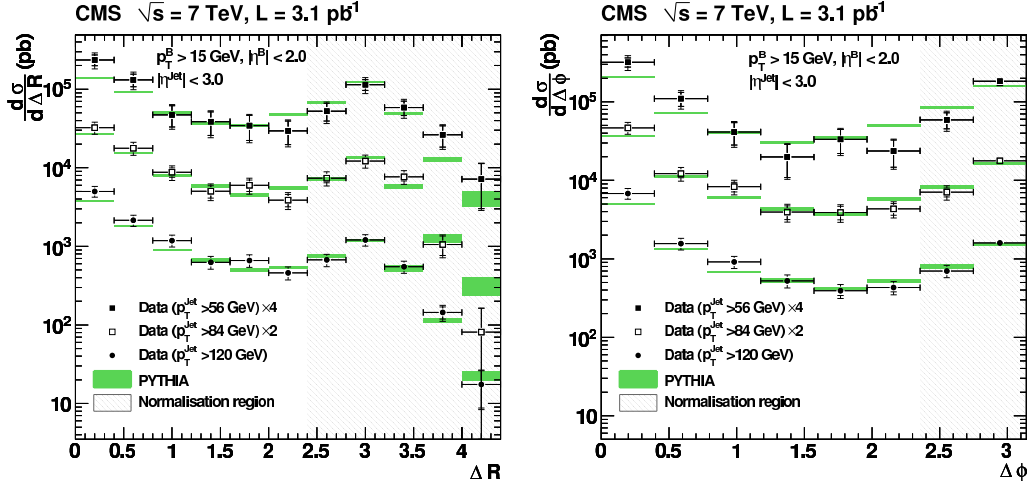 CMS √s = 7 TeV, L = 3.1 pb⁻¹
dσ/dΔR (pb)
p_T^B > 15 GeV, |η^B| < 2.0
|η^Jet| < 3.0
10⁵
10⁴
10³
10²
10
Data (p_T^Jet >56 GeV) ×4
Data (p_T^Jet >84 GeV) ×2
Data (p_T^Jet >120 GeV)
PYTHIA
Normalisation region
0 0.5 1 1.5 2 2.5 3 3.5 4
ΔR
CMS √s = 7 TeV, L = 3.1 pb⁻¹
dσ/dΔϕ (pb)
p_T^B > 15 GeV, |η^B| < 2.0
|η^Jet| < 3.0
10⁵
10⁴
10³
10²
10
Data (p_T^Jet >56 GeV) ×4
Data (p_T^Jet >84 GeV) ×2
Data (p_T^Jet >120 GeV)
PYTHIA
Normalisation region
0 0.5 1 1.5 2 2.5 3
Δϕ